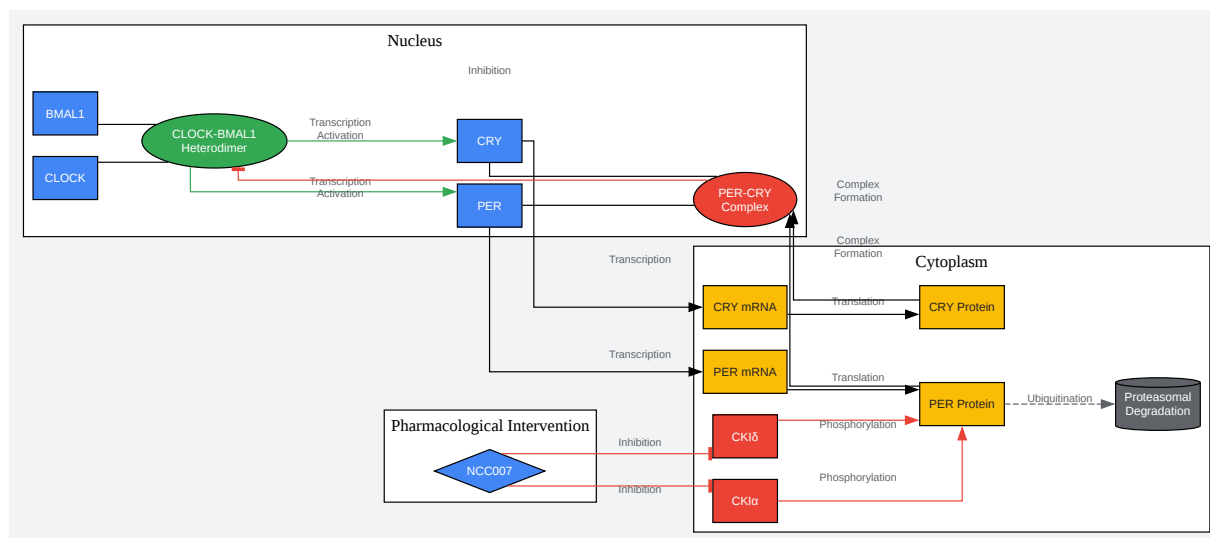 Nucleus
Inhibition
BMAL1
CLOCK
CLOCK-BMAL1
Heterodimer
Transcription
Activation
Transcription
Activation
CRY
PER
PER-CRY
Complex
Complex
Formation
Complex
Formation
Transcription
Transcription
Cytoplasm
CRY mRNA
Translation
CRY Protein
PER mRNA
Translation
PER Protein
Ubiquitination
Proteasomal
Degradation
Pharmacological Intervention
NCC007
Inhibition
Inhibition
CKIδ
Phosphorylation
CKIα
Phosphorylation